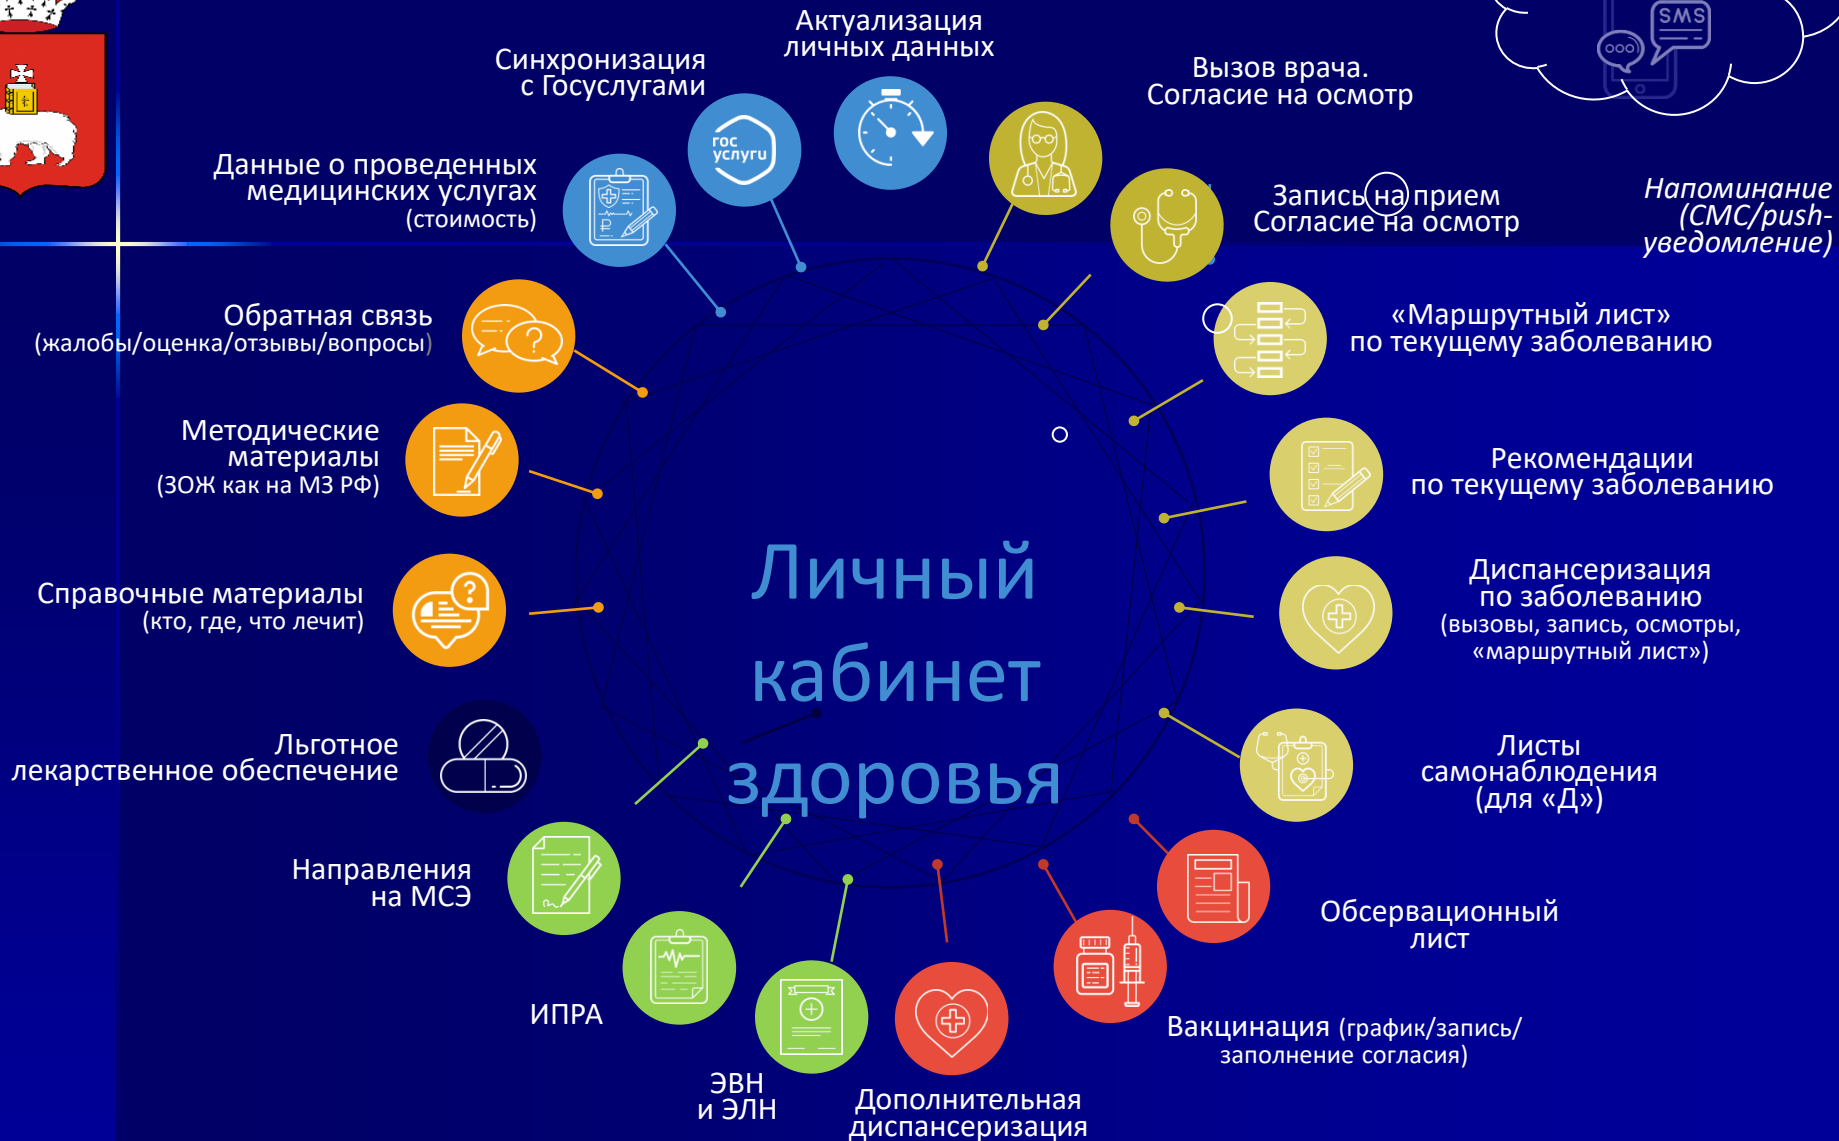 Актуализация
личных данных
SMS
Синхронизация
с Госуслугами
гос
услуги
Вызов врача.
Согласие на осмотр
Данные о проведенных
медицинских услугах
(стоимость)
Запись на прием
Согласие на осмотр
Напоминание
(СМС/push-
уведомление)
Обратная связь
(жалобы/оценка/отзывы/вопросы)
«Маршрутный лист»
по текущему заболеванию
Методические
материалы
(ЗОЖ как на МЗ РФ)
Рекомендации
по текущему заболеванию
Личный
кабинет
здоровья
Справочные материалы
(кто, где, что лечит)
Диспансеризация
по заболеванию
(вызовы, запись, осмотры,
«маршрутный лист»)
Льготное
лекарственное обеспечение
Листы
самонаблюдения
(для «Д»)
Направления
на МСЭ
Обсервационный
лист
ИПРА
Вакцинация (график/запись/
заполнение согласия)
ЭВН
и ЭЛН
Дополнительная
диспансеризация